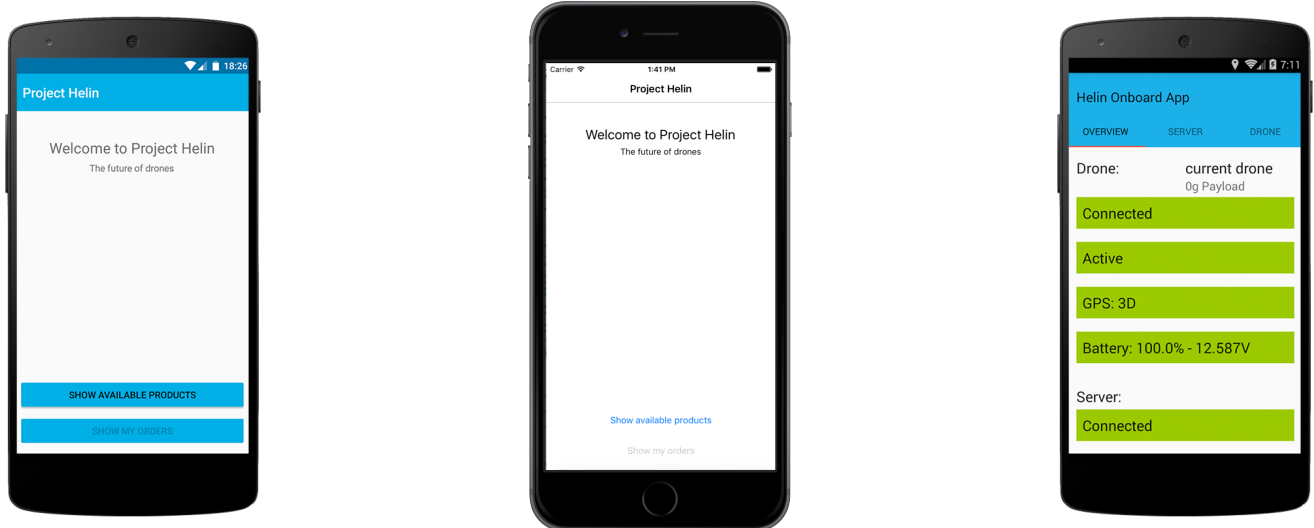 18:26
Project Helin
Welcome to Project Helin
The future of drones
SHOW AVAILABLE PRODUCTS
SHOW MY ORDERS
Carrier 1:41 PM
Project Helin
Welcome to Project Helin
The future of drones
Show available products
Show my orders
7:11
Helin Onboard App
OVERVIEW SERVER DRONE
Drone: current drone
0g Payload
Connected
Active
GPS: 3D
Battery: 100.0% - 12.587V
Server:
Connected